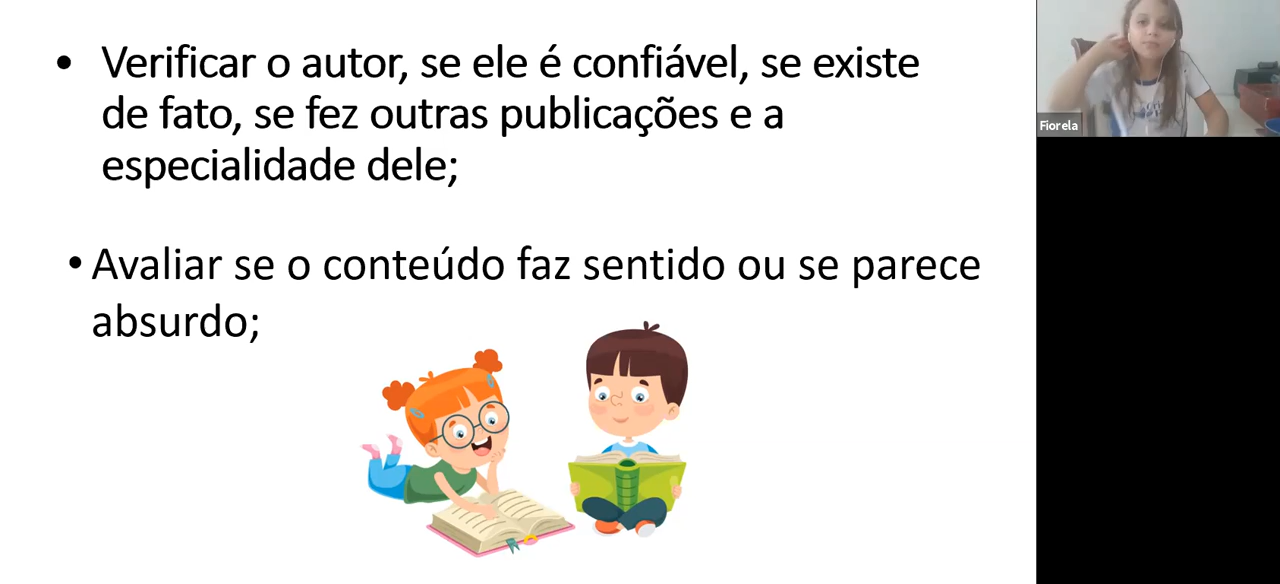 • Verificar o autor, se ele é confiável, se existe
de fato, se fez outras publicações e a
especialidade dele;
• Avaliar se o conteúdo faz sentido ou se parece
absurdo;
Fiorela